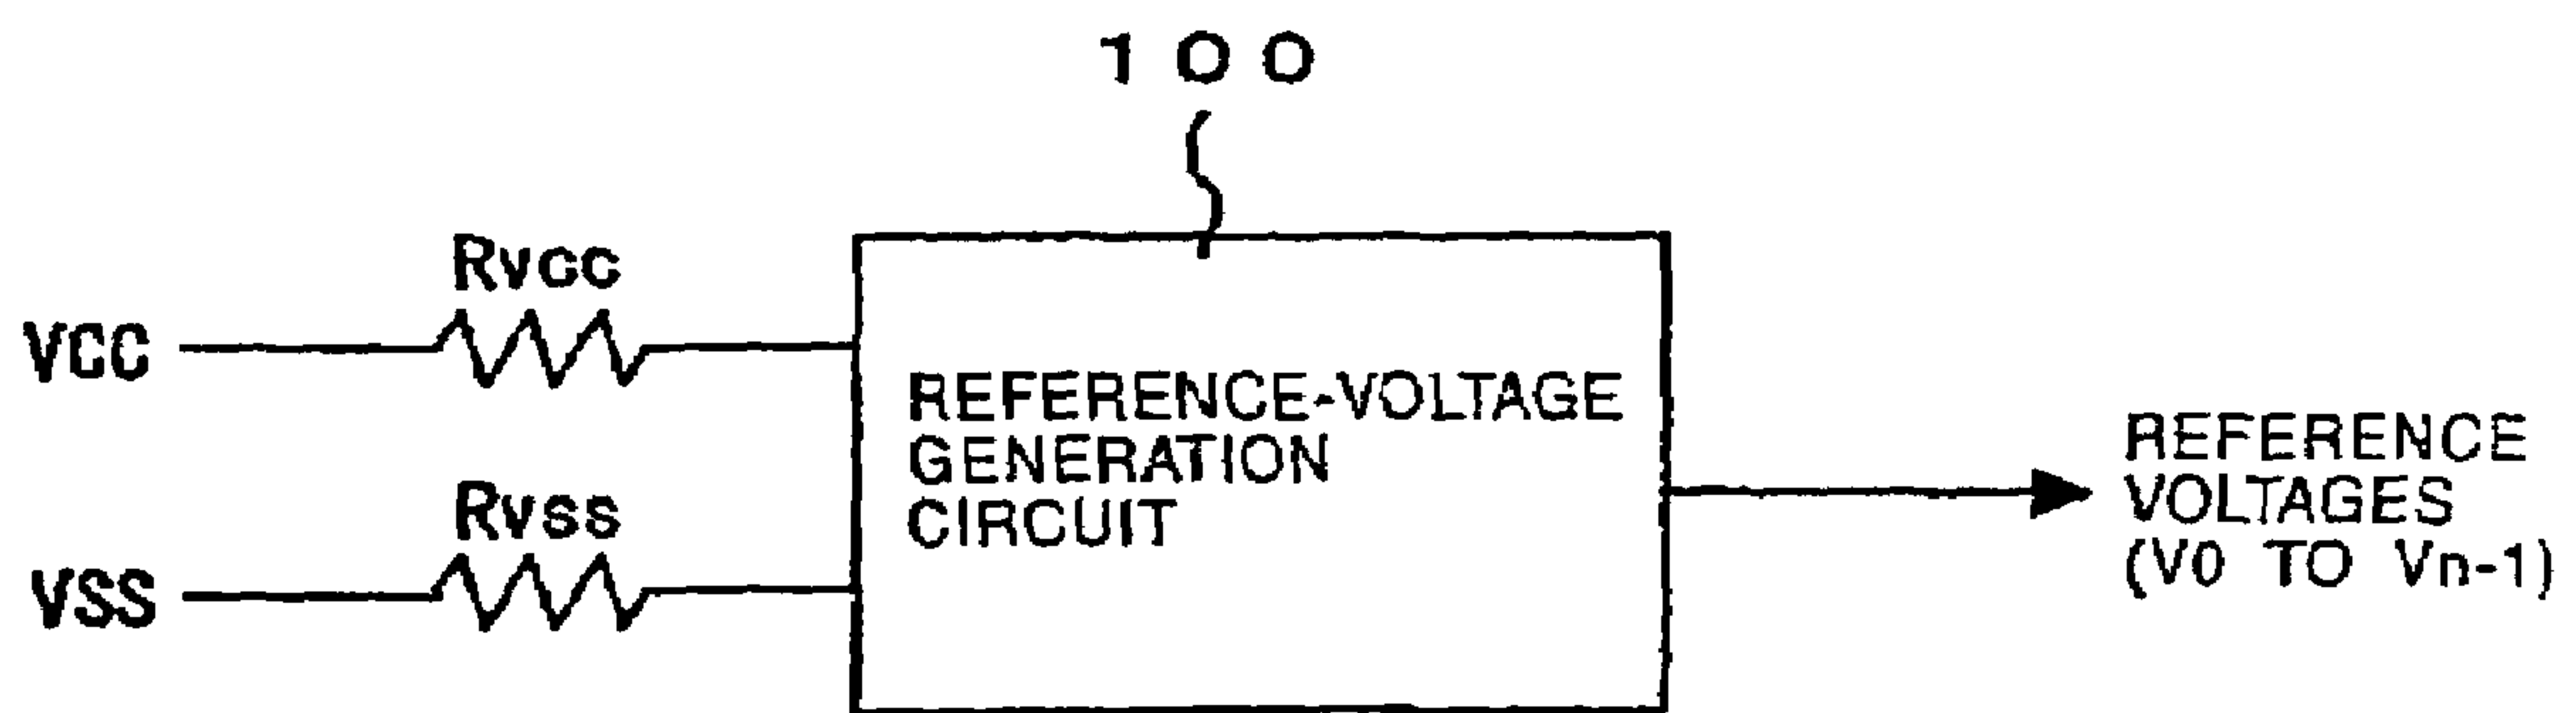 100
Rvcc
VCC
REFERENCE-VOLTAGE
GENERATION
CIRCUIT
Rvss
VSS
REFERENCE
VOLTAGES
(V0 TO Vn-1)